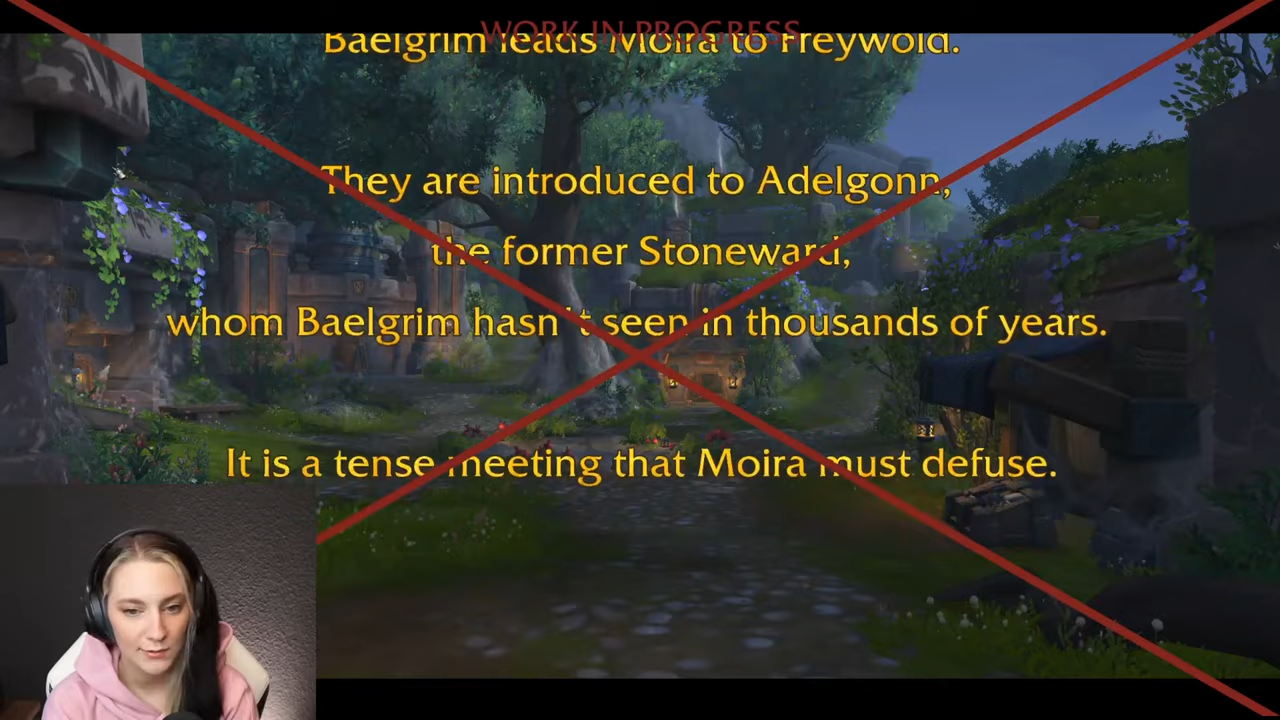 WORK IN PROGRESS
Baelgrim leads Moira to Freywold.
They are introduced to Adelgonn,
the former Stoneward,
whom Baelgrim hasn't seen in thousands of years.
It is a tense meeting that Moira must defuse.